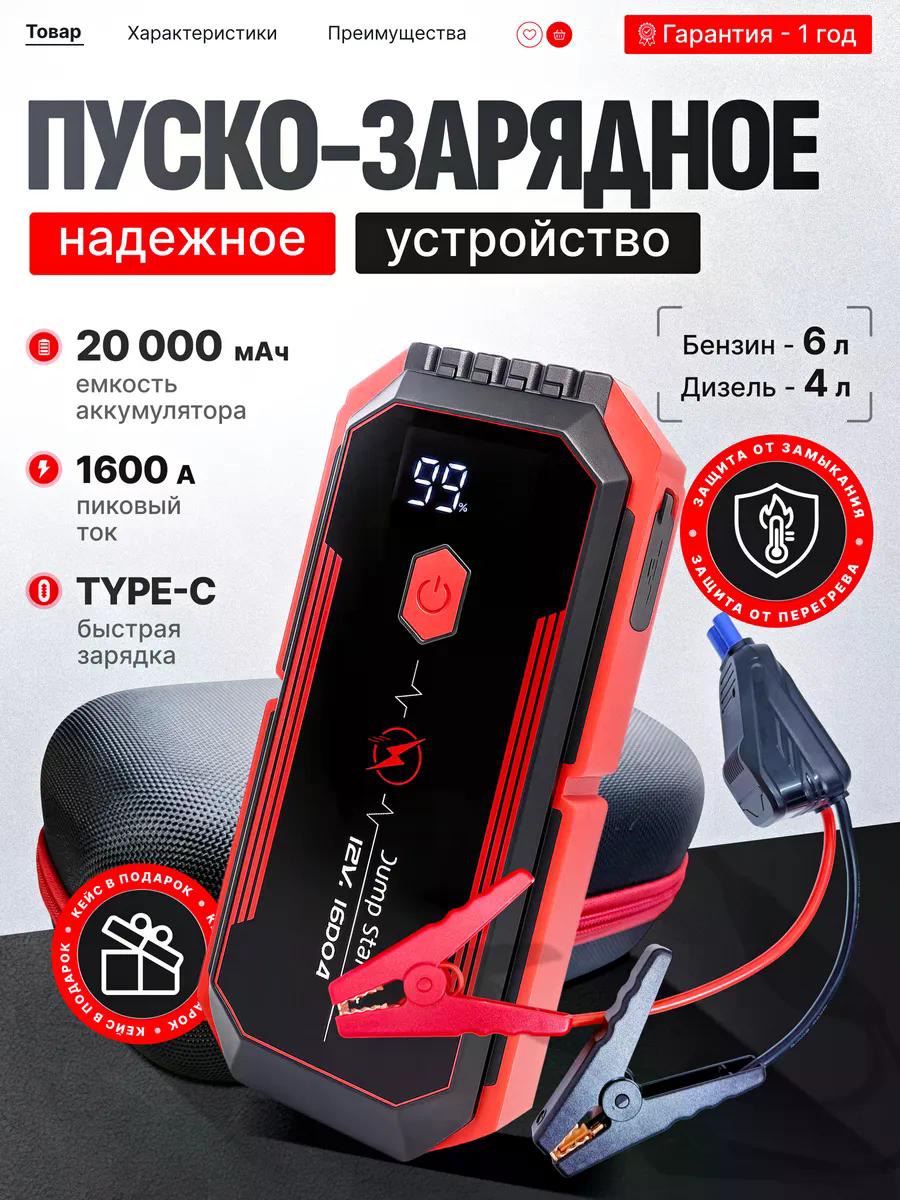 Товар
Характеристики
Преимущества
Гарантия - 1 год
ПУСКО-ЗАРЯДНОЕ
надежное
устройство
20 000 мАч
емкость
аккумулятора
1600 А
пиковый
ток
TYPE-C
быстрая
зарядка
Бензин - 6 л
Дизель - 4 л
ЗАЩИТА ОТ ЗАМЫКАНИЯ
ЗАЩИТА ОТ ПЕРЕГРЕВА
99%
Jump Sta
12V. 1600A
КЕЙС В ПОДАРОК
КЕЙС В ПОДАРОК